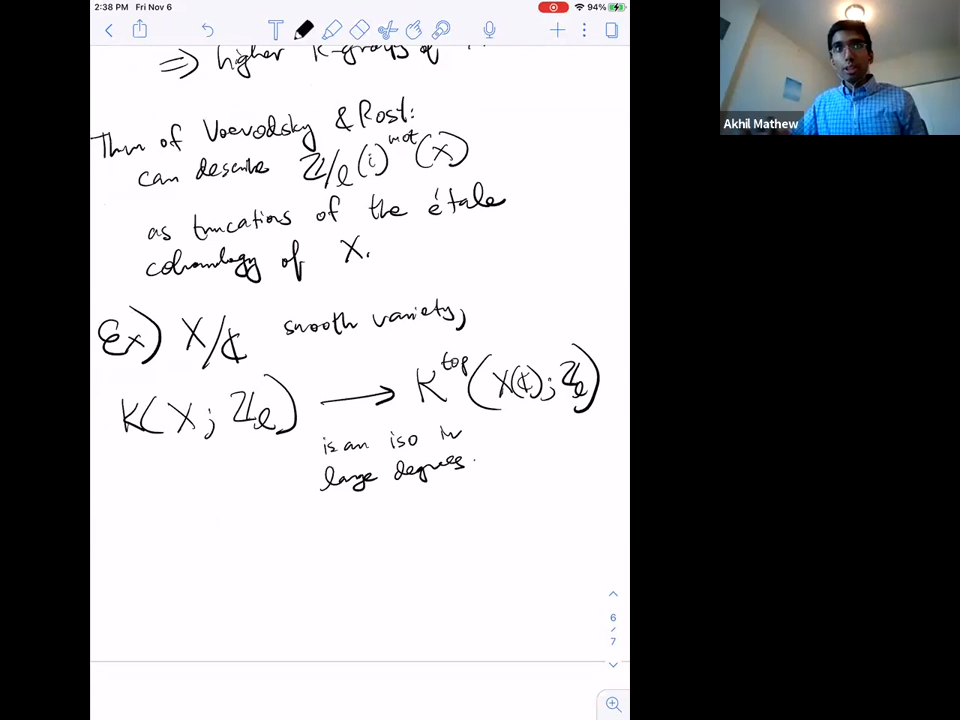 2:38 PM Fri Nov 6
94%
Akhil Mathew
⇒ higher K-groups of
Thm of Voevodsky & Rost:
can describe ℤ/ℓ(i)^mot(X)
as truncations of the étale
cohomology of X.
Ex) X/ℂ smooth variety,
K(X; ℤℓ) ⟶ K^top(X(ℂ); ℤℓ)
is an iso in
large degrees.
6
/
7